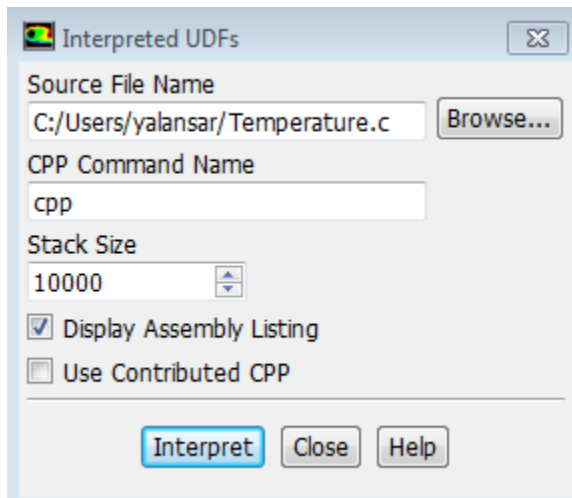 Interpreted UDFs
Source File Name
C:/Users/yalansar/Temperature.c Browse...
CPP Command Name
cpp
Stack Size
10000
Display Assembly Listing
Use Contributed CPP
Interpret Close Help